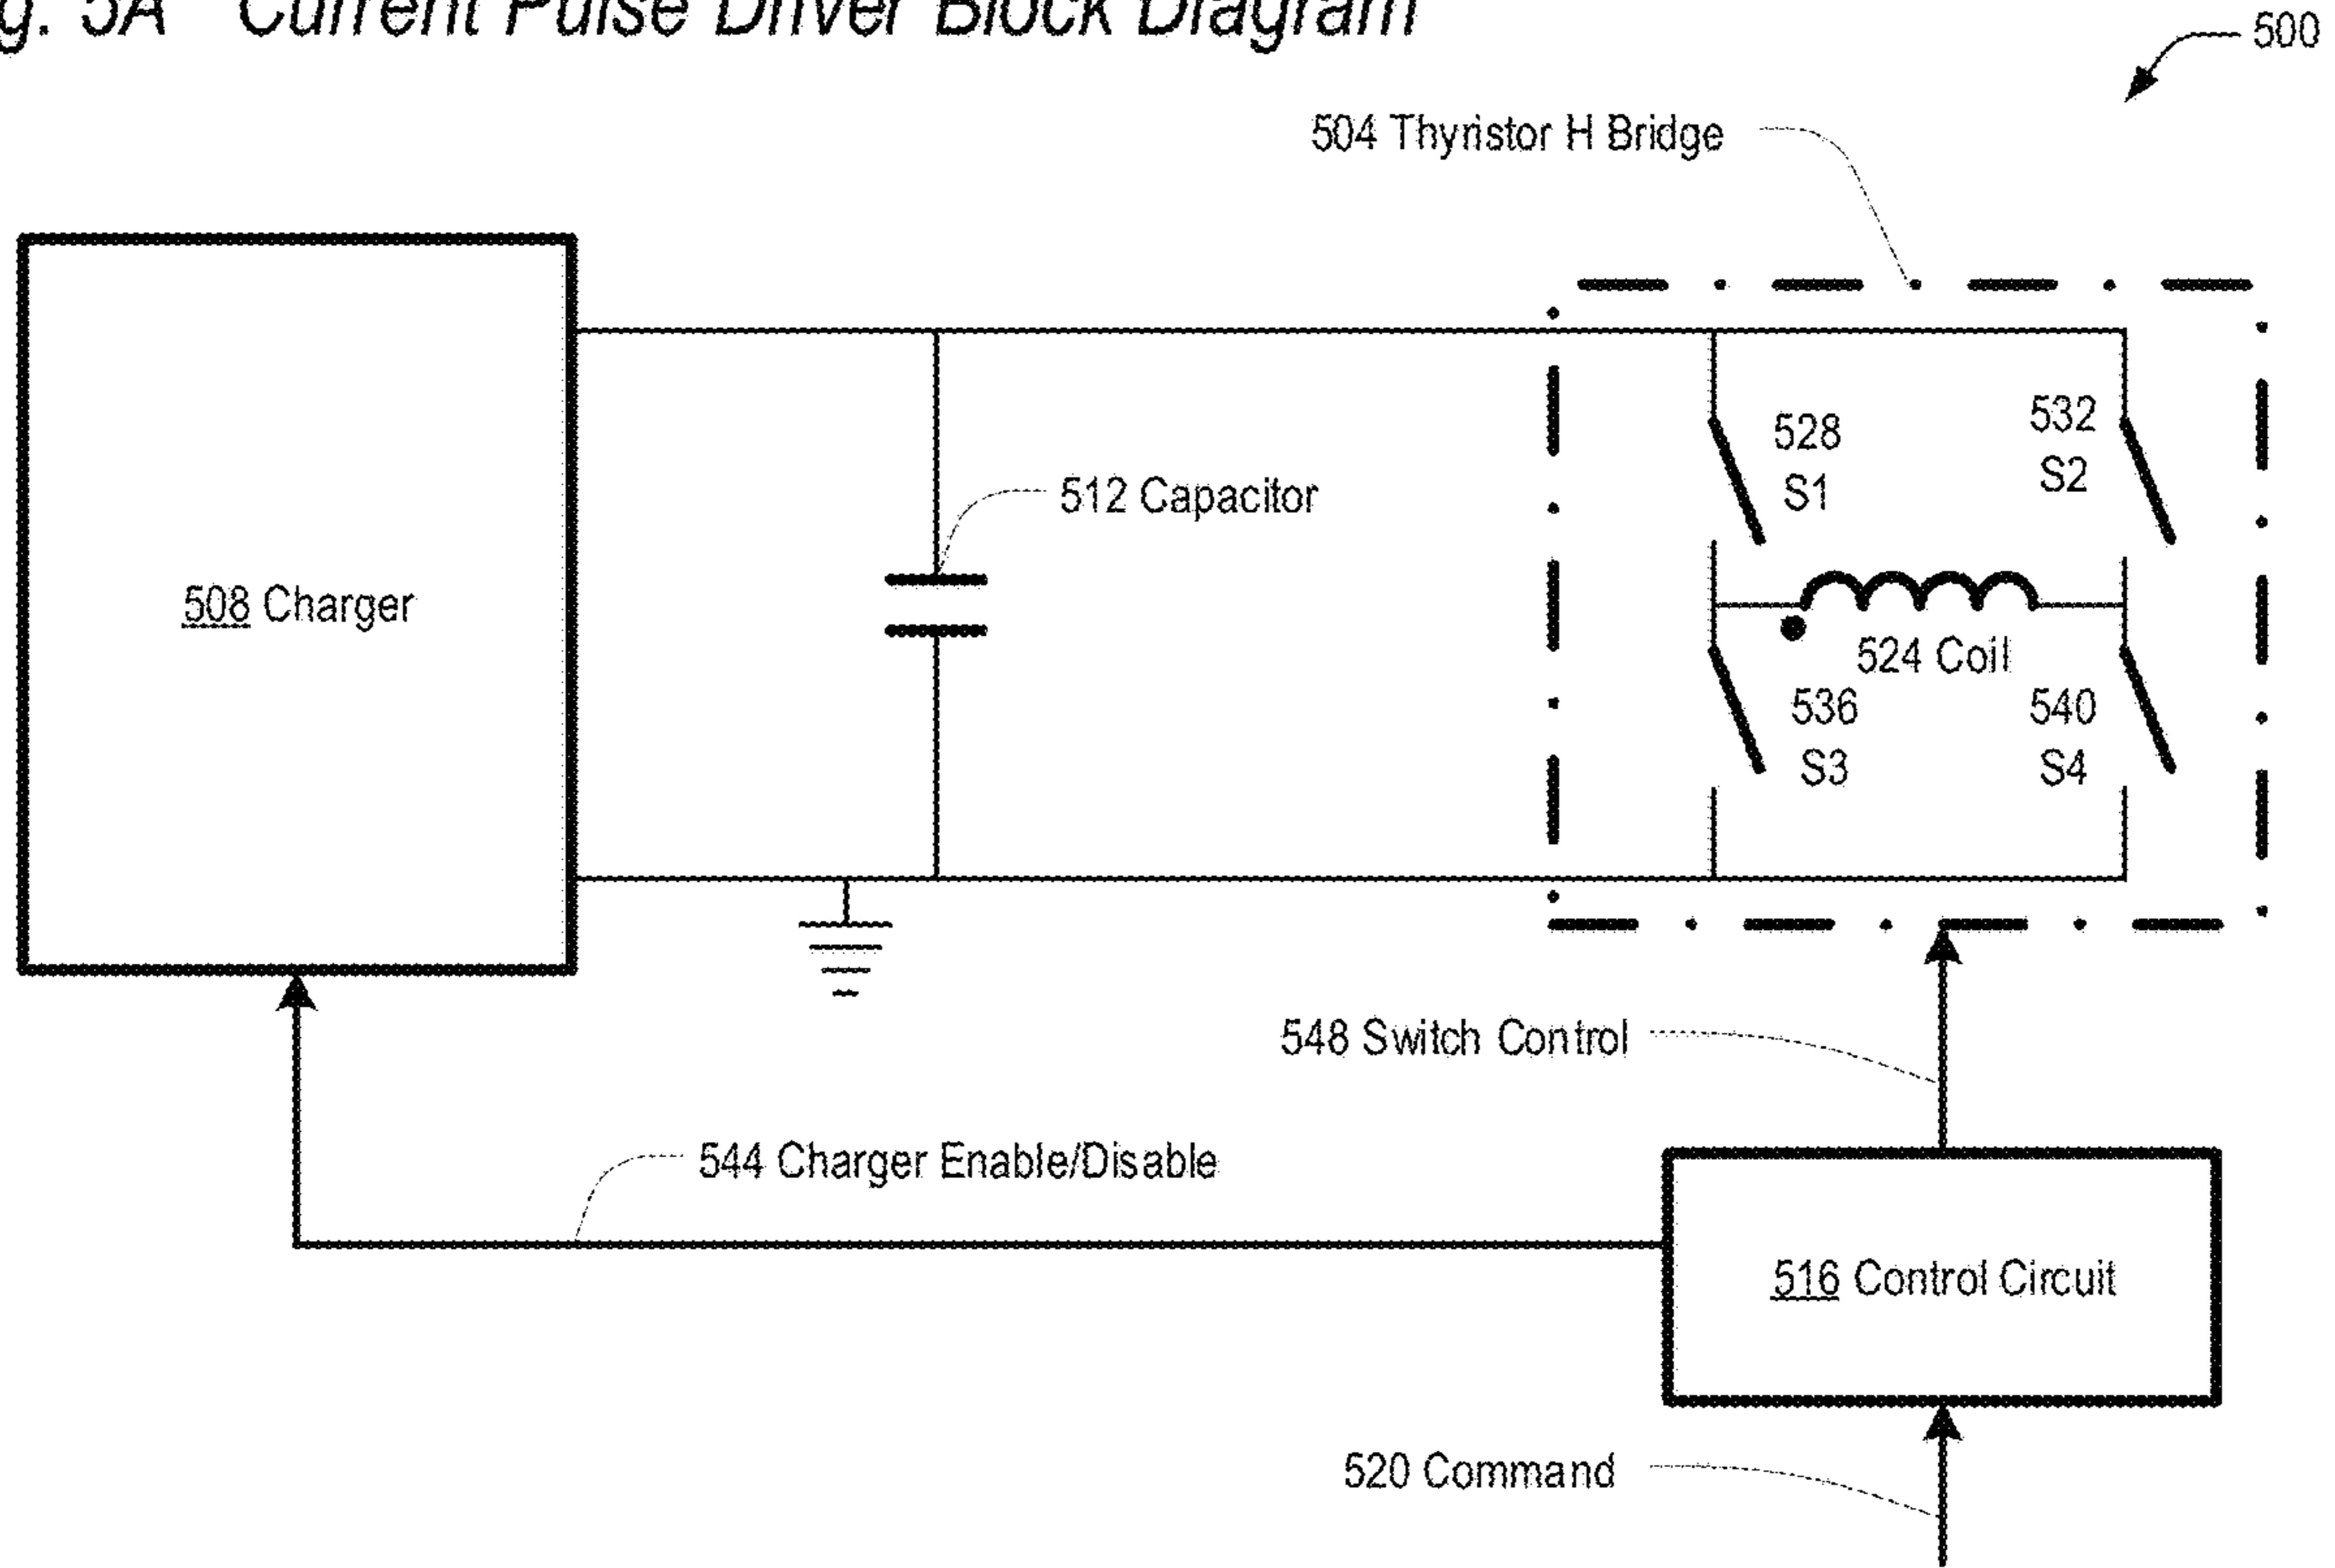 g. 5A Current Pulse Driver Block Diagram
500
504 Thyristor H Bridge
528
S1
532
S2
512 Capacitor
508 Charger
524 Coil
536
S3
540
S4
548 Switch Control
544 Charger Enable/Disable
516 Control Circuit
520 Command